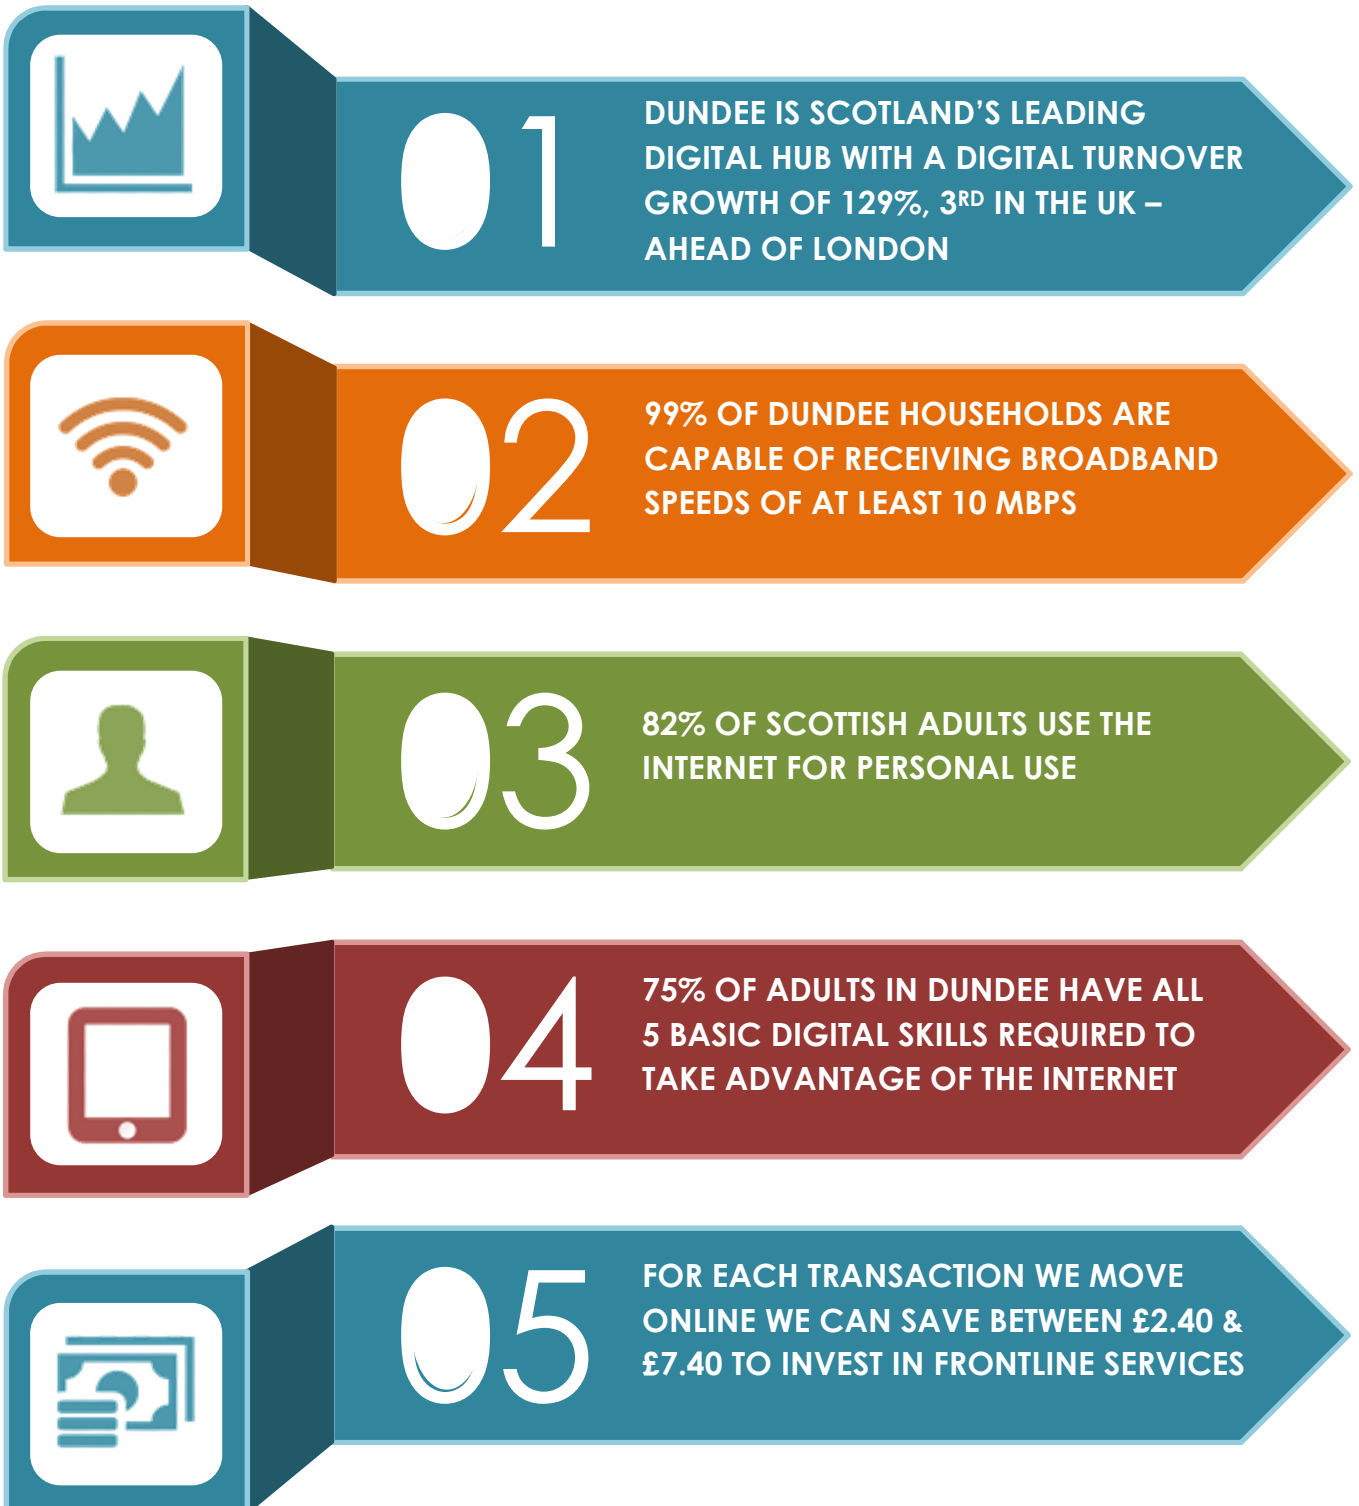 01
DUNDEE IS SCOTLAND’S LEADING
DIGITAL HUB WITH A DIGITAL TURNOVER
GROWTH OF 129%, 3RD IN THE UK –
AHEAD OF LONDON
02
99% OF DUNDEE HOUSEHOLDS ARE
CAPABLE OF RECEIVING BROADBAND
SPEEDS OF AT LEAST 10 MBPS
03
82% OF SCOTTISH ADULTS USE THE
INTERNET FOR PERSONAL USE
04
75% OF ADULTS IN DUNDEE HAVE ALL
5 BASIC DIGITAL SKILLS REQUIRED TO
TAKE ADVANTAGE OF THE INTERNET
05
FOR EACH TRANSACTION WE MOVE
ONLINE WE CAN SAVE BETWEEN £2.40 &
£7.40 TO INVEST IN FRONTLINE SERVICES